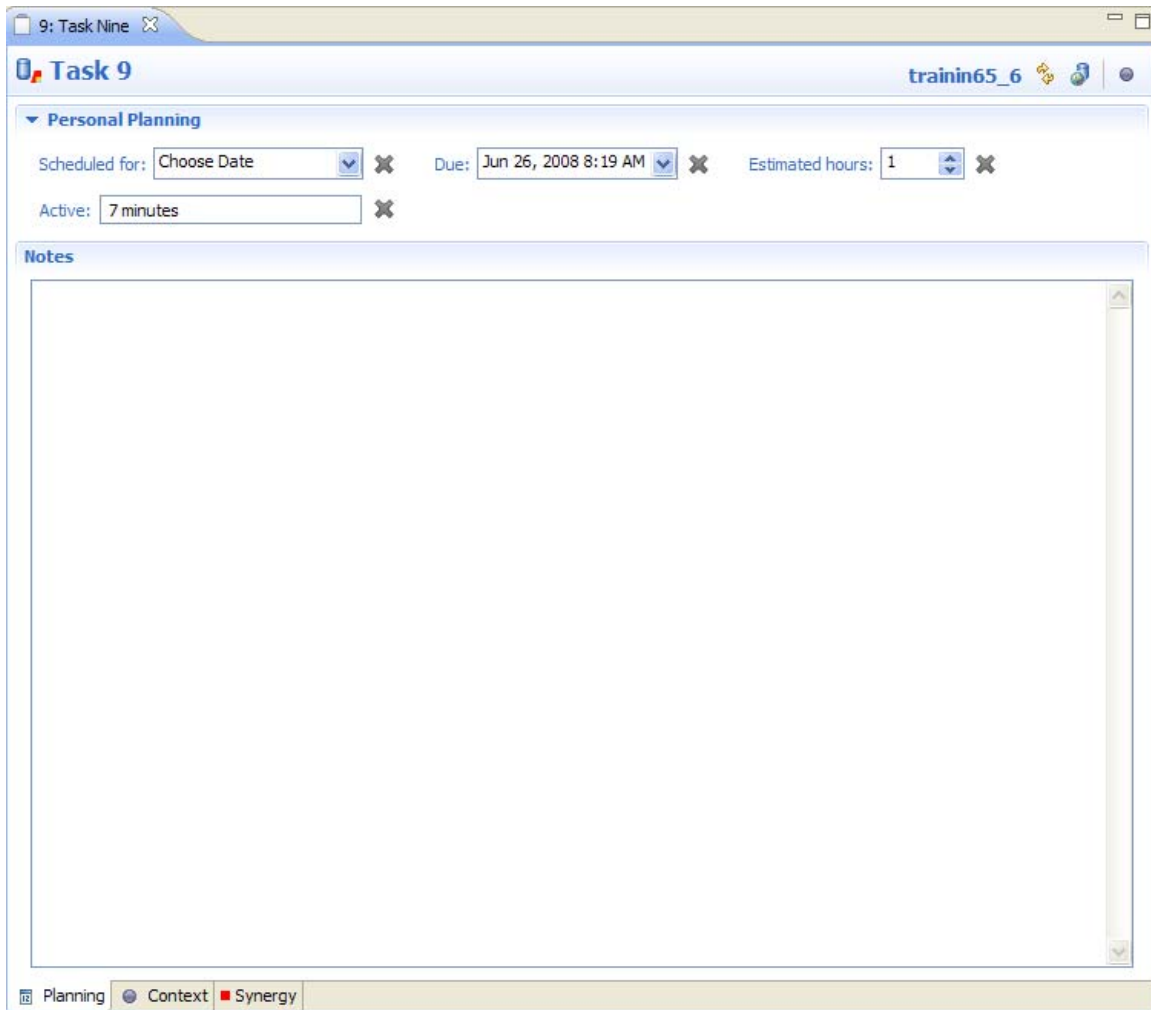 9: Task Nine
Task 9
trainin65_6
Personal Planning
Scheduled for: Choose Date Due: Jun 26, 2008 8:19 AM Estimated hours: 1
Active: 7 minutes
Notes
Planning Context Synergy